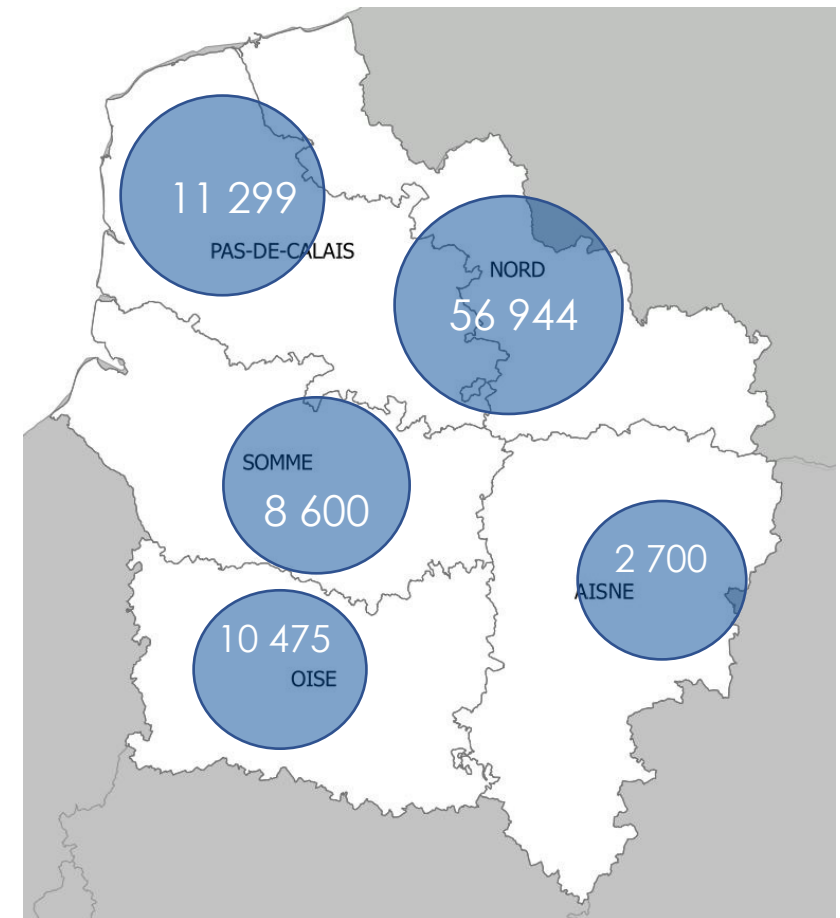 11 299
PAS-DE-CALAIS
NORD
56 944
SOMME
8 600
2 700
AISNE
10 475
OISE